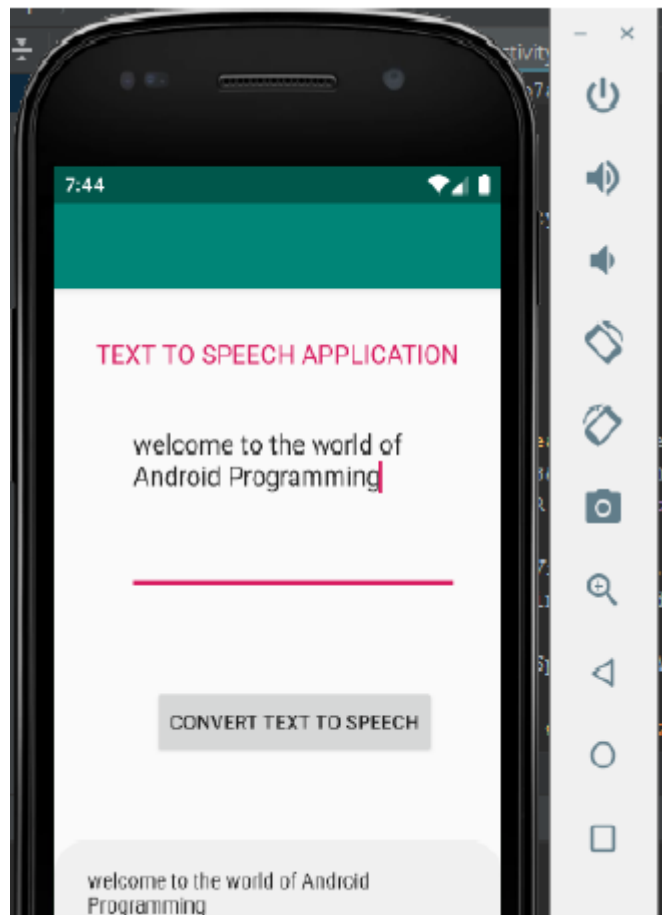 7:44
TEXT TO SPEECH APPLICATION
welcome to the world of
Android Programming
CONVERT TEXT TO SPEECH
welcome to the world of Android
Programming